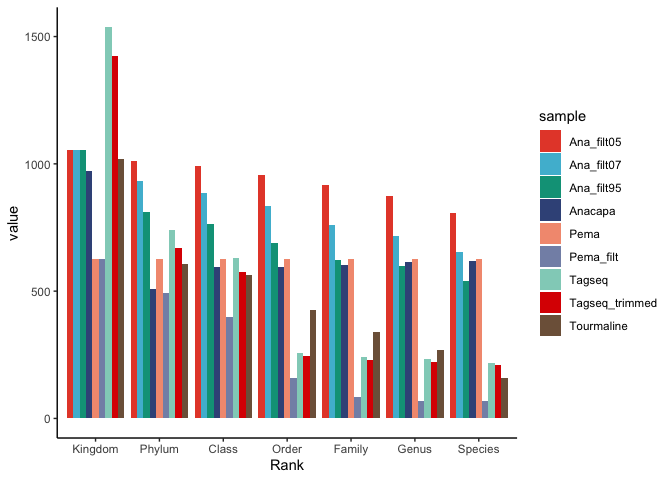 1500
1000
500
0
value
Kingdom Phylum Class Order Family Genus Species
Rank
sample
Ana_filt05
Ana_filt07
Ana_filt95
Anacapa
Pema
Pema_filt
Tagseq
Tagseq_trimmed
Tourmaline